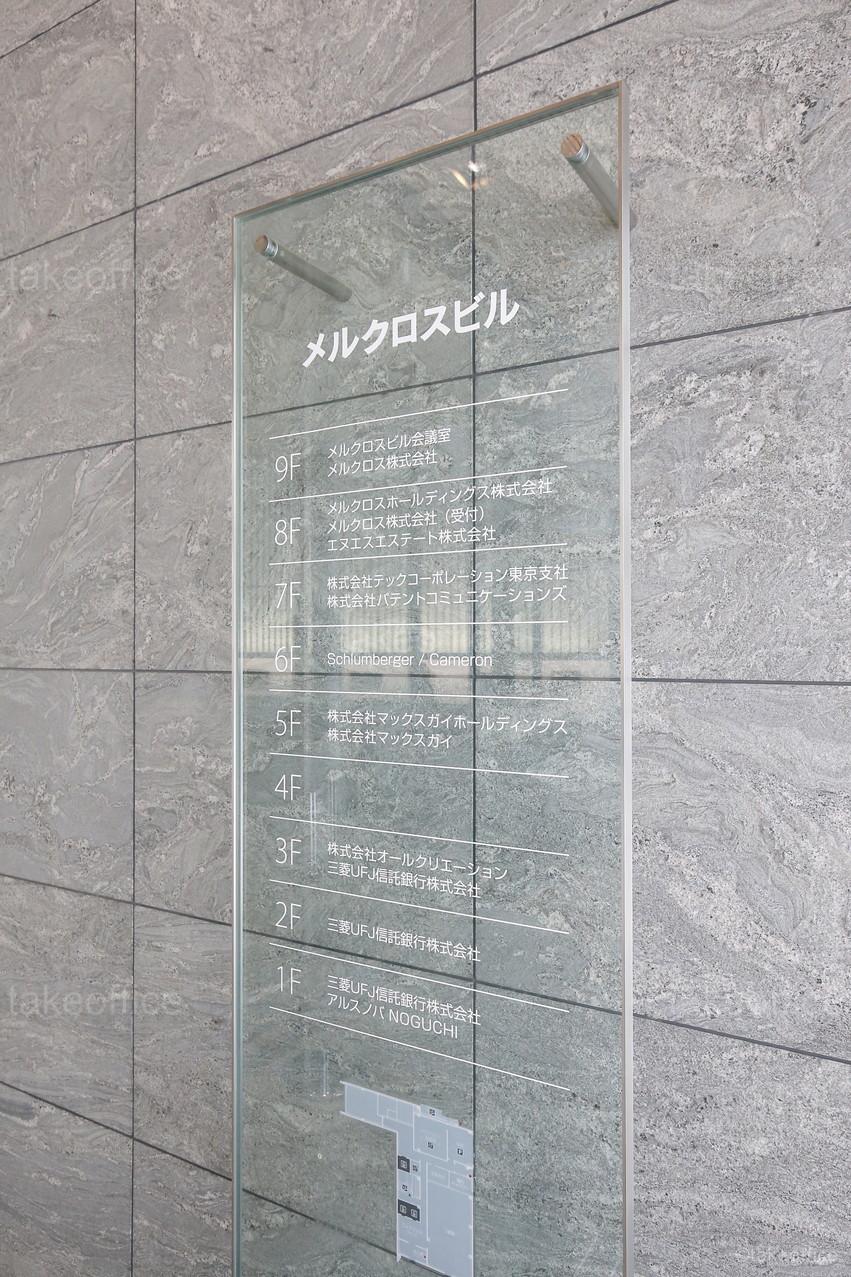 メルクロスビル
9F メルクロスビル会議室
メルクロス株式会社
8F メルクロスホールディングス株式会社
メルクロス株式会社（受付）
エヌエスエステート株式会社
7F 株式会社テックコーポレーション東京支社
株式会社パテントコミュニケーションズ
6F Schlumberger / Cameron
5F 株式会社マックスガイホールディングス
株式会社マックスガイ
4F
3F 株式会社オールクリエーション
三菱UFJ信託銀行株式会社
2F 三菱UFJ信託銀行株式会社
1F 三菱UFJ信託銀行株式会社
アルスノバ NOGUCHI
takeoffice
takeoffice
takeoffice